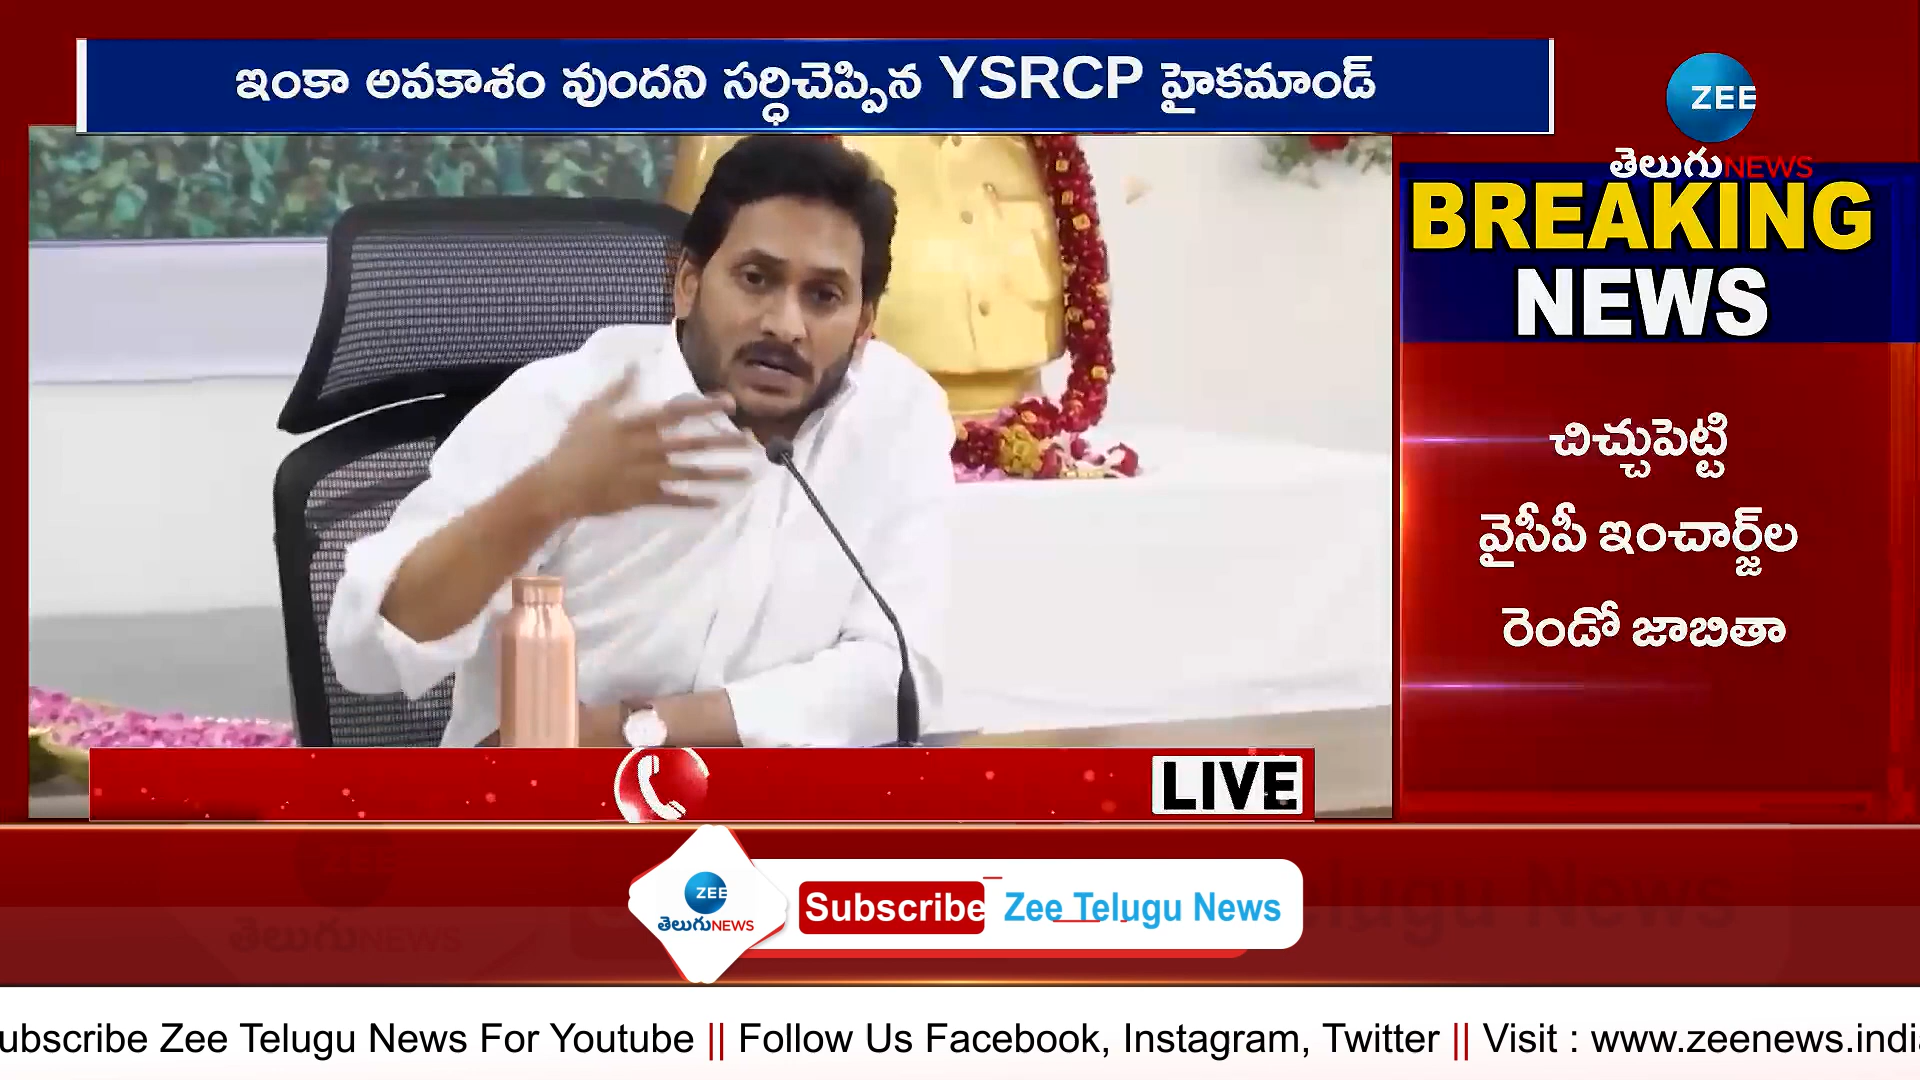 ఇంకా అవకాశం వుందని సర్ధిచెప్పిన YSRCP హైకమాండ్
ZEE
తెలుగు NEWS
BREAKING
NEWS
చిచ్చుపెట్టి
వైసీపీ ఇంచార్జ్‌ల
రెండో జాబితా
LIVE
ZEE
తెలుగు NEWS
Subscribe Zee Telugu News
ubscribe Zee Telugu News For Youtube || Follow Us Facebook, Instagram, Twitter || Visit : www.zeenews.indi